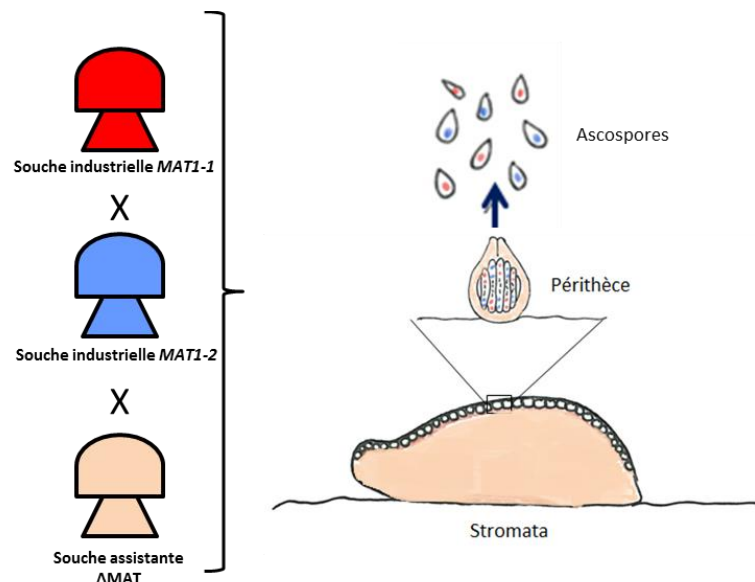 Souche industrielle MAT1-1
X
Souche industrielle MAT1-2
X
Souche assistante
ΔMAT
Ascospores
Périthèce
Stromata